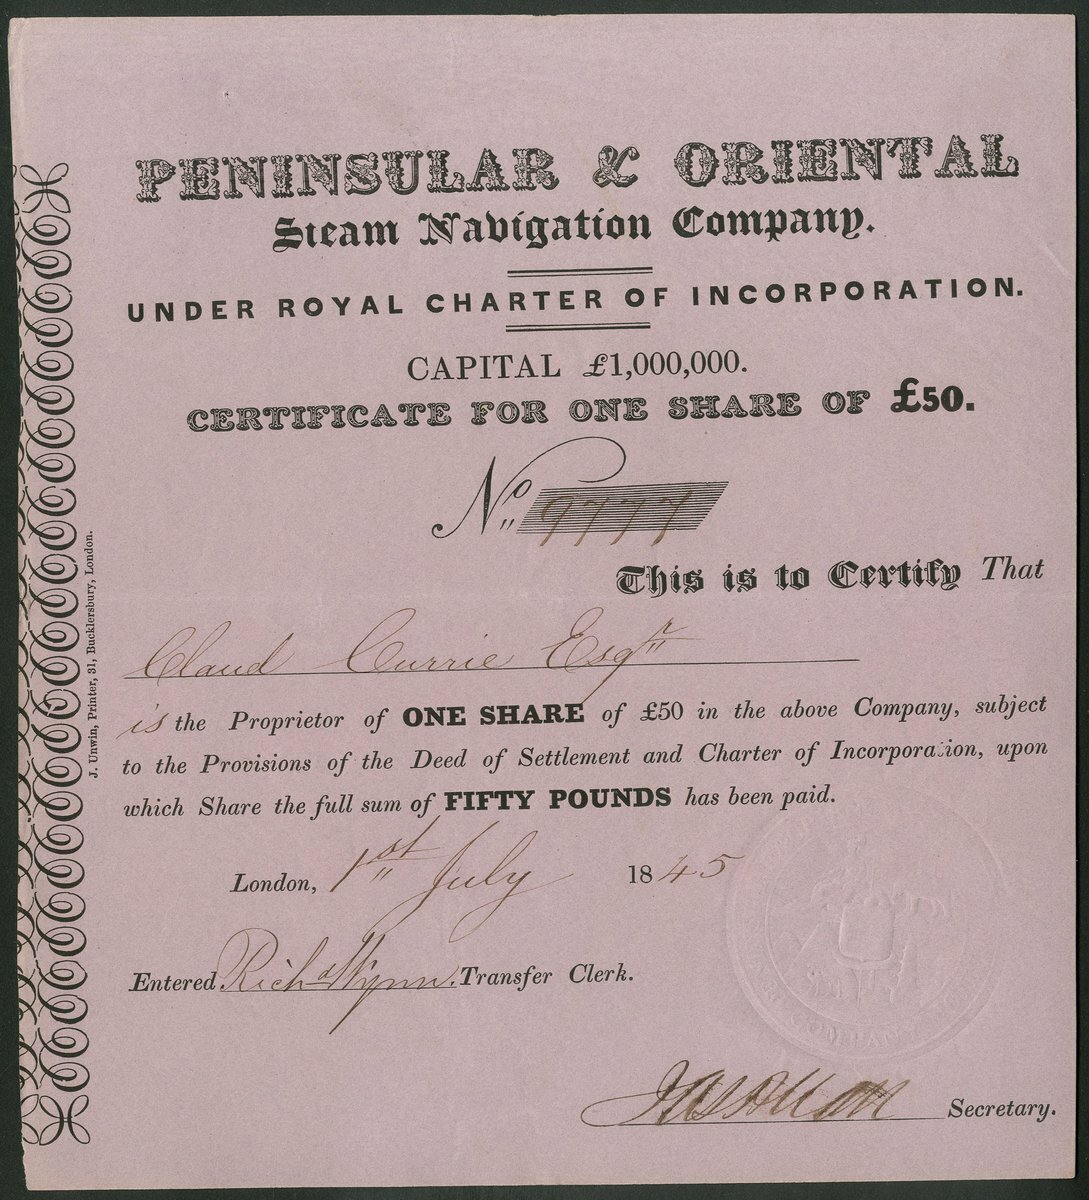 PENINSULAR & ORIENTAL
Steam Navigation Company.
UNDER ROYAL CHARTER OF INCORPORATION.
CAPITAL £1,000,000.
CERTIFICATE FOR ONE SHARE OF £50.
No. 9777
This is to Certify That
Claud Currie Esqr
is the Proprietor of ONE SHARE of £50 in the above Company, subject
to the Provisions of the Deed of Settlement and Charter of Incorporation, upon
which Share the full sum of FIFTY POUNDS has been paid.
London, 1st July 1845
Entered Richd Wynn. Transfer Clerk.
COMPANY
Secretary.
J. Unwin, Printer, 31, Bucklersbury, London.